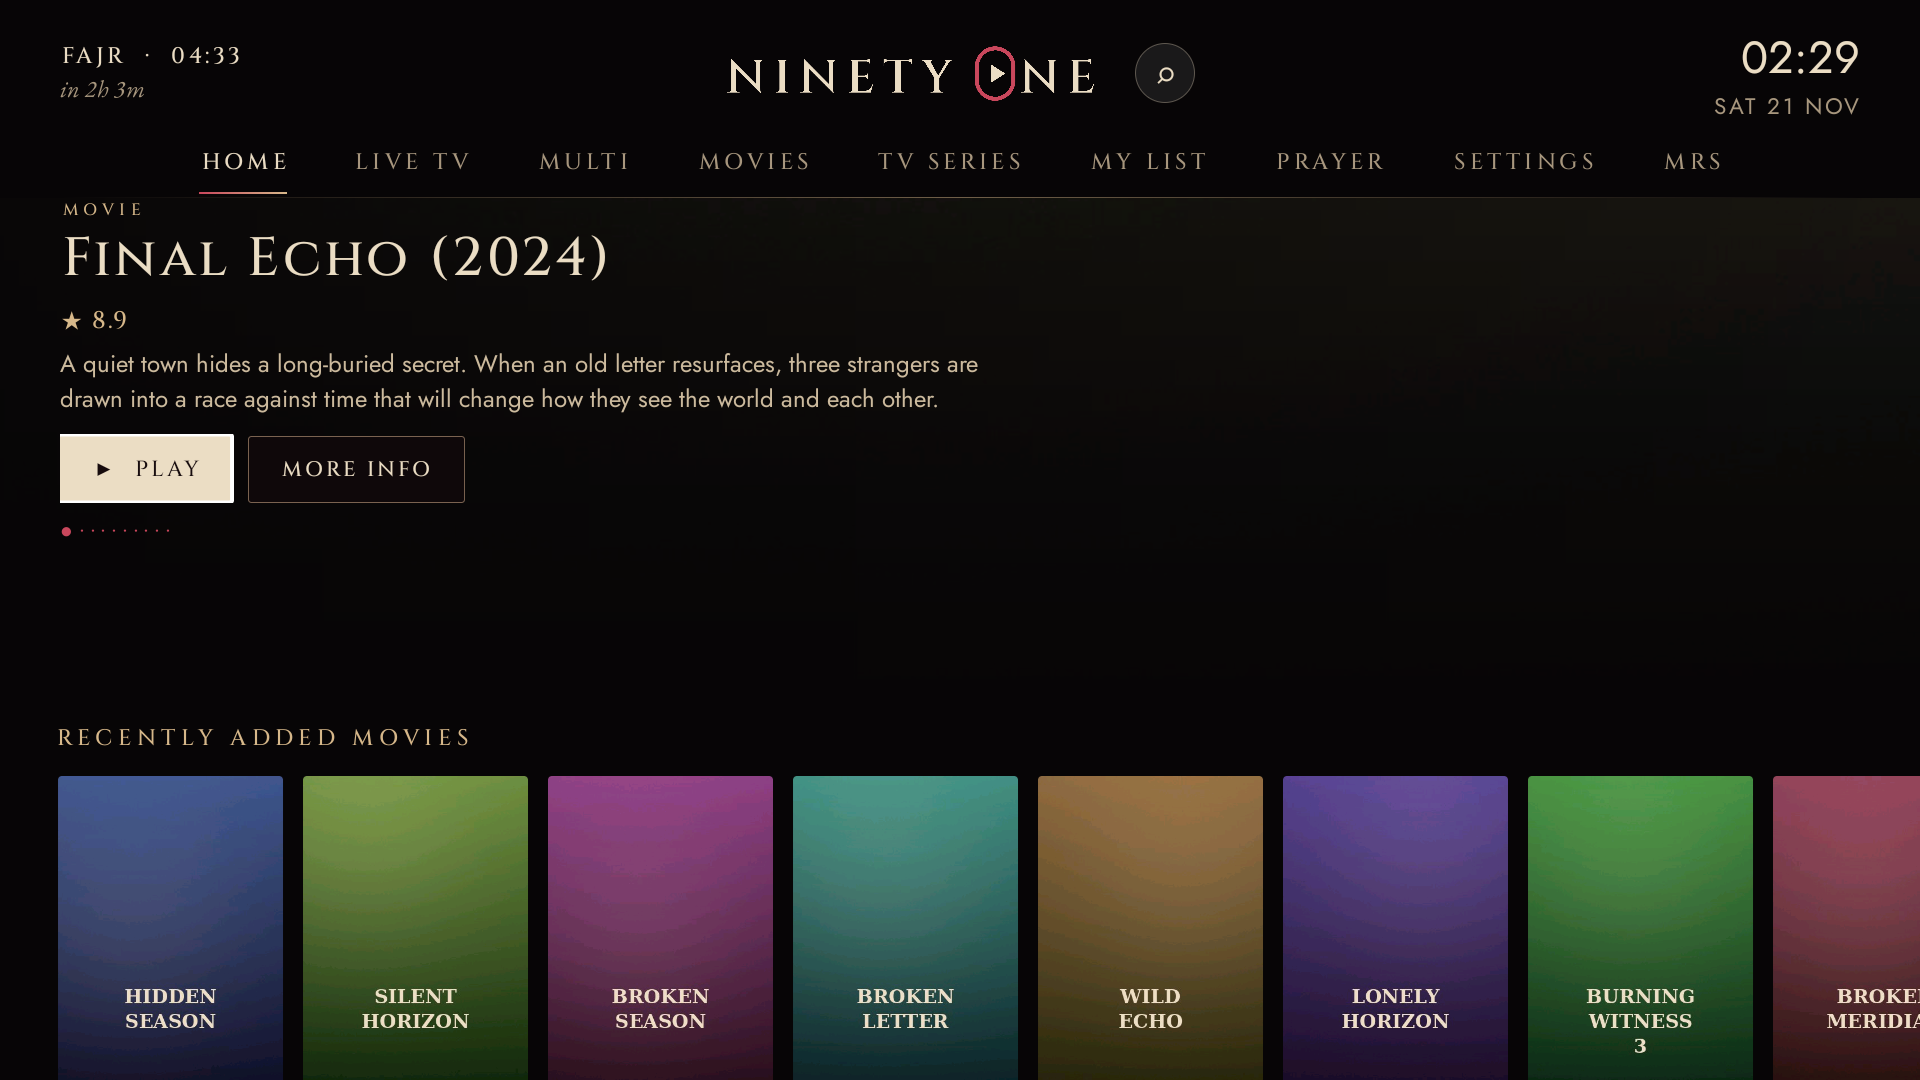 FAJR · 04:33
in 2h 3m
NINETY ONE
02:29
SAT 21 NOV
HOME LIVE TV MULTI MOVIES TV SERIES MY LIST PRAYER SETTINGS MRS
MOVIE
FINAL ECHO (2024)
★ 8.9
A quiet town hides a long-buried secret. When an old letter resurfaces, three strangers are
drawn into a race against time that will change how they see the world and each other.
► PLAY MORE INFO
RECENTLY ADDED MOVIES
HIDDEN
SEASON
SILENT
HORIZON
BROKEN
SEASON
BROKEN
LETTER
WILD
ECHO
LONELY
HORIZON
BURNING
WITNESS
3